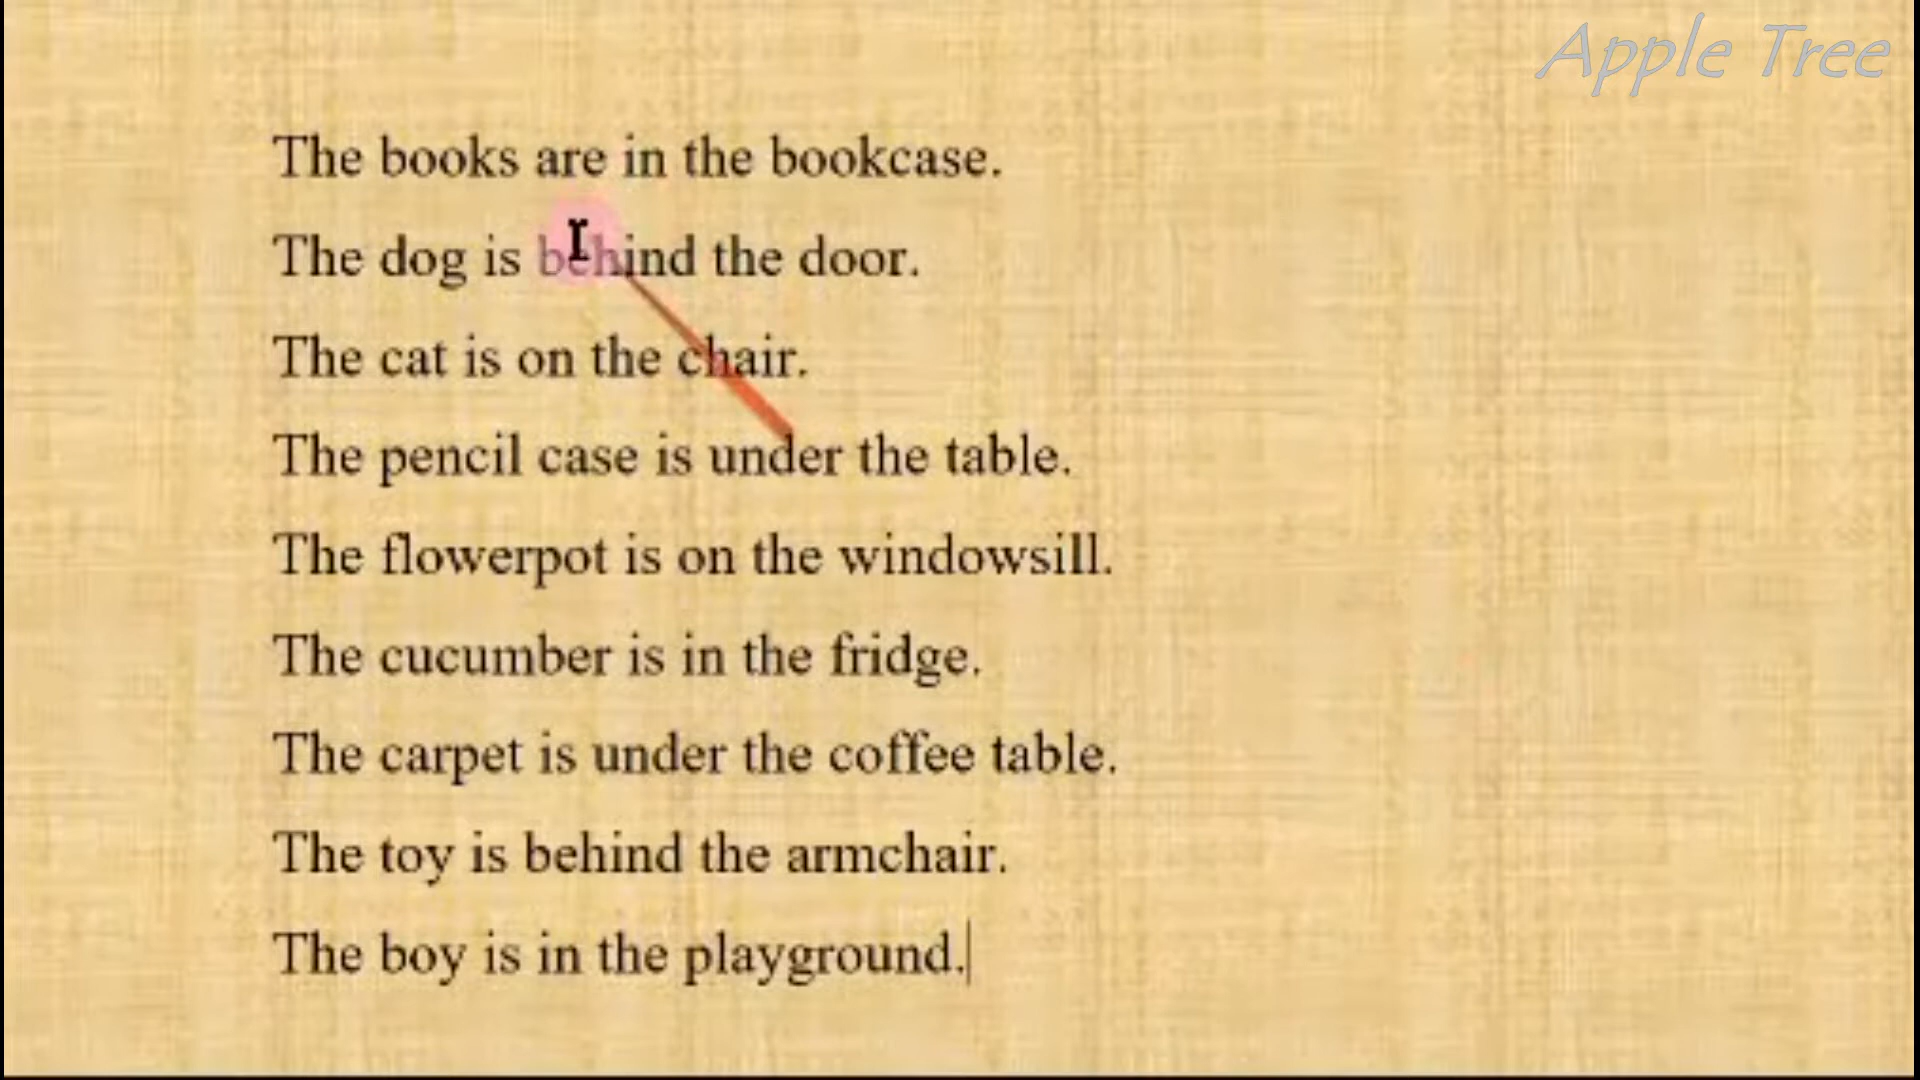 Apple Tree
The books are in the bookcase.
The dog is behind the door.
The cat is on the chair.
The pencil case is under the table.
The flowerpot is on the windowsill.
The cucumber is in the fridge.
The carpet is under the coffee table.
The toy is behind the armchair.
The boy is in the playground.